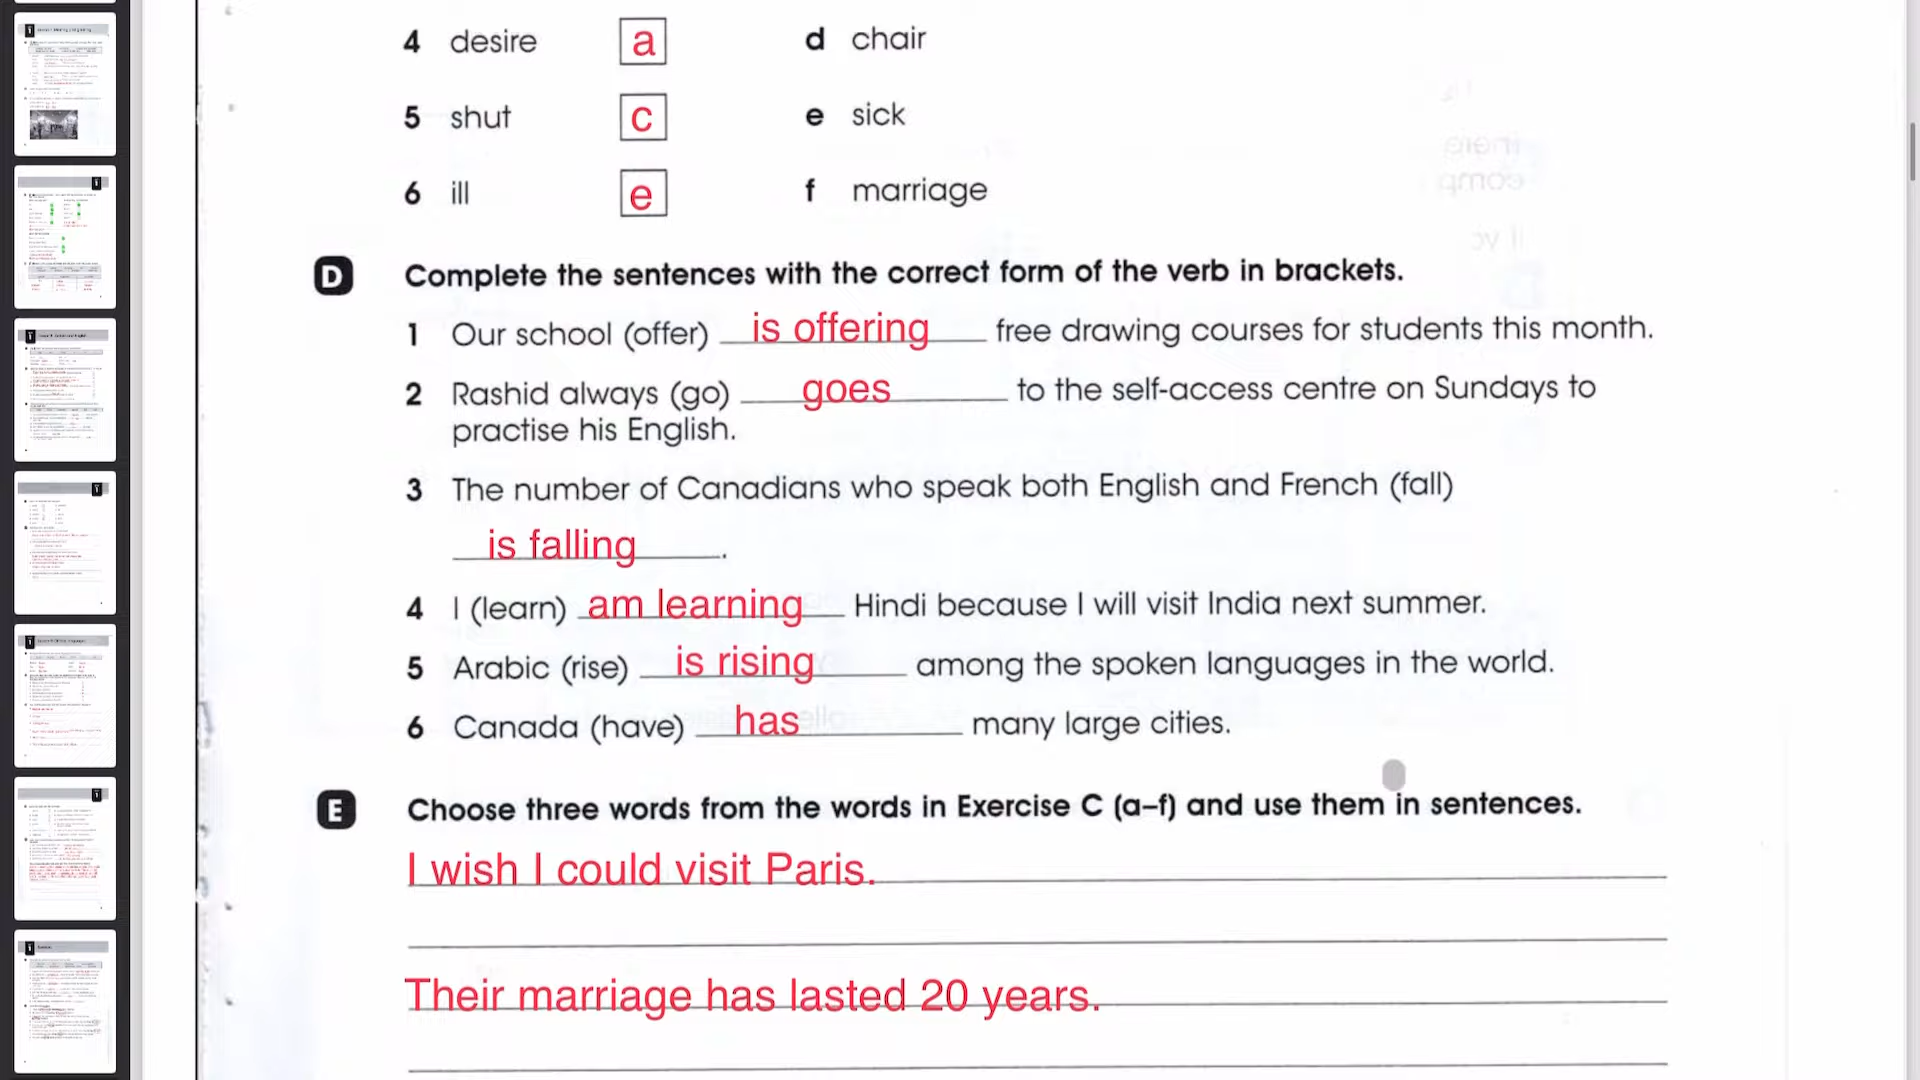 4 desire a d chair
5 shut c e sick
6 ill e f marriage
D Complete the sentences with the correct form of the verb in brackets.
1 Our school (offer) is offering free drawing courses for students this month.
2 Rashid always (go) goes to the self-access centre on Sundays to
practise his English.
3 The number of Canadians who speak both English and French (fall)
is falling .
4 I (learn) am learning Hindi because I will visit India next summer.
5 Arabic (rise) is rising among the spoken languages in the world.
6 Canada (have) has many large cities.
E Choose three words from the words in Exercise C (a–f) and use them in sentences.
I wish I could visit Paris.
Their marriage has lasted 20 years.